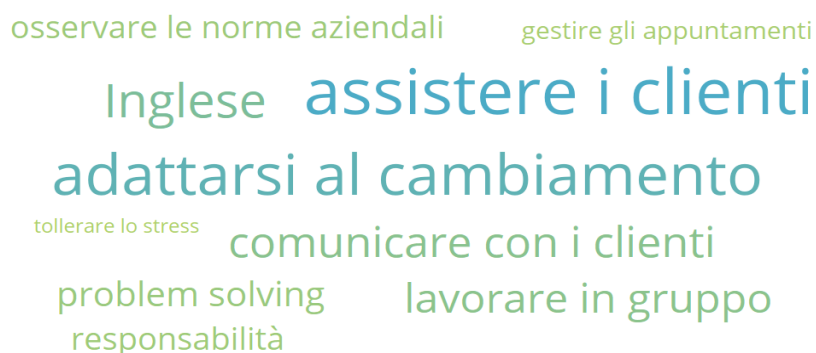 osservare le norme aziendali
gestire gli appuntamenti
Inglese
assistere i clienti
adattarsi al cambiamento
tollerare lo stress
comunicare con i clienti
problem solving
lavorare in gruppo
responsabilità